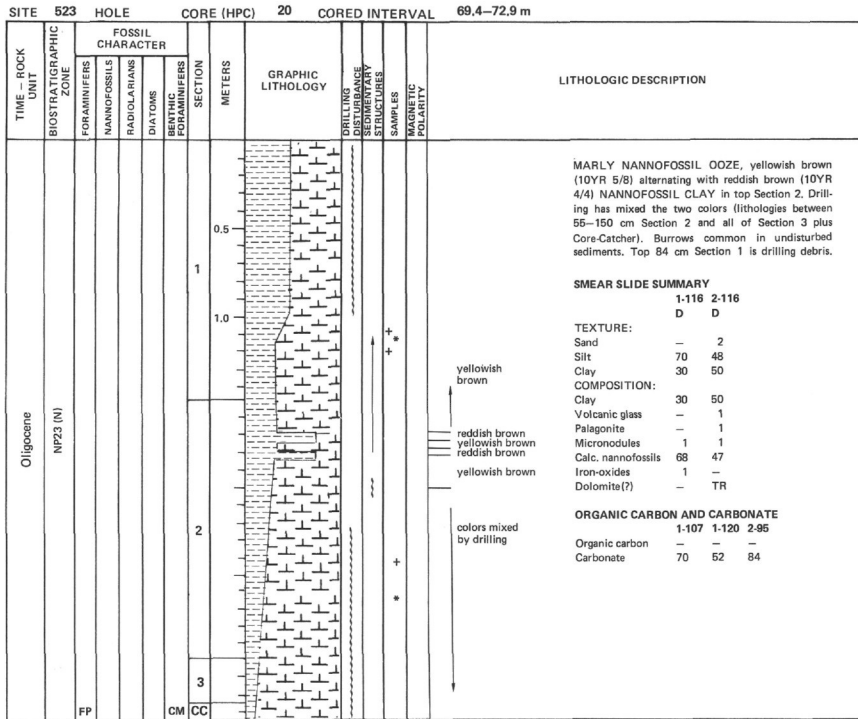 SITE 523 HOLE CORE (HPC) 20 CORED INTERVAL 69.4–72.9 m
TIME – ROCK UNIT
BIOSTRATIGRAPHIC ZONE
FOSSIL CHARACTER
FORAMINIFERS
NANNOFOSSILS
RADIOLARIANS
DIATOMS
BENTHIC FORAMINIFERS
SECTION
METERS
GRAPHIC LITHOLOGY
DRILLING DISTURBANCE
SEDIMENTARY STRUCTURES
SAMPLES
MAGNETIC POLARITY
LITHOLOGIC DESCRIPTION
MARLY NANNOFOSSIL OOZE, yellowish brown
(10YR 5/8) alternating with reddish brown (10YR
4/4) NANNOFOSSIL CLAY in top Section 2. Drill-
ing has mixed the two colors (lithologies between
55–150 cm Section 2 and all of Section 3 plus
Core-Catcher). Burrows common in undisturbed
sediments. Top 84 cm Section 1 is drilling debris.
SMEAR SLIDE SUMMARY
1-116 2-116
D D
TEXTURE:
Sand – 2
Silt 70 48
Clay 30 50
COMPOSITION:
Clay 30 50
Volcanic glass – 1
Palagonite – 1
Micronodules 1 1
Calc. nannofossils 68 47
Iron-oxides 1 –
Dolomite(?) – TR
ORGANIC CARBON AND CARBONATE
1-107 1-120 2-95
Organic carbon – – –
Carbonate 70 52 84
0.5
1
1.0
+
*
+
yellowish
brown
reddish brown
yellowish brown
reddish brown
yellowish brown
Oligocene
NP23 (N)
2
colors mixed
by drilling
+
*
3
FP CM CC